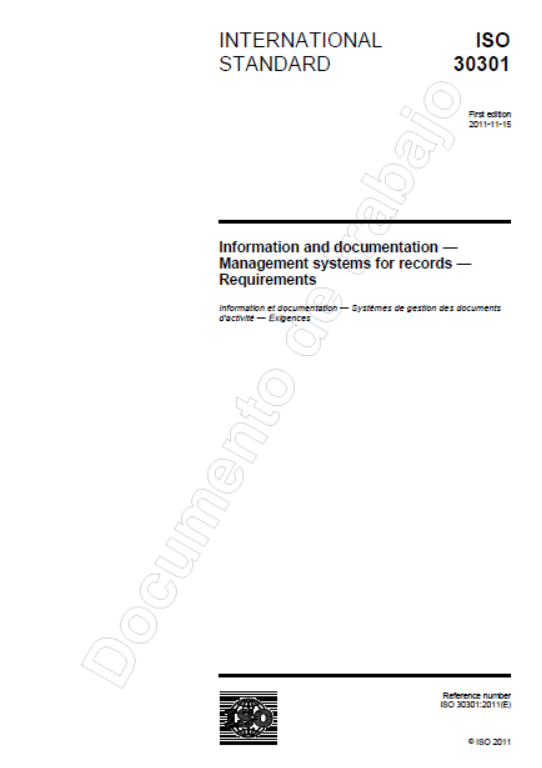 INTERNATIONAL
STANDARD
ISO
30301
First edition
2011-11-15
Information and documentation —
Management systems for records —
Requirements
Information et documentation — Systèmes de gestion des documents
d'activité — Exigences
Documento de trabajo
ISO
Reference number
ISO 30301:2011(E)
© ISO 2011